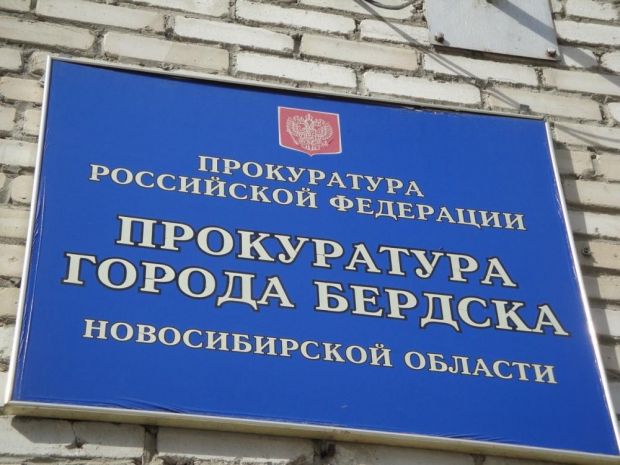 ПРОКУРАТУРА
РОССИЙСКОЙ ФЕДЕРАЦИИ
ПРОКУРАТУРА
ГОРОДА БЕРДСКА
НОВОСИБИРСКОЙ ОБЛАСТИ